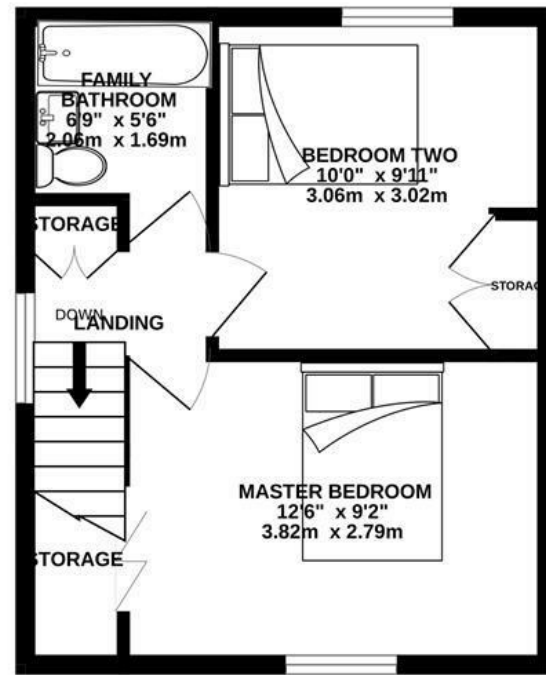 FAMILY
BATHROOM
6'9" x 5'6"
2.06m x 1.69m
BEDROOM TWO
10'0" x 9'11"
3.06m x 3.02m
STORAGE
STORAG
DOWN
LANDING
MASTER BEDROOM
12'6" x 9'2"
3.82m x 2.79m
STORAGE